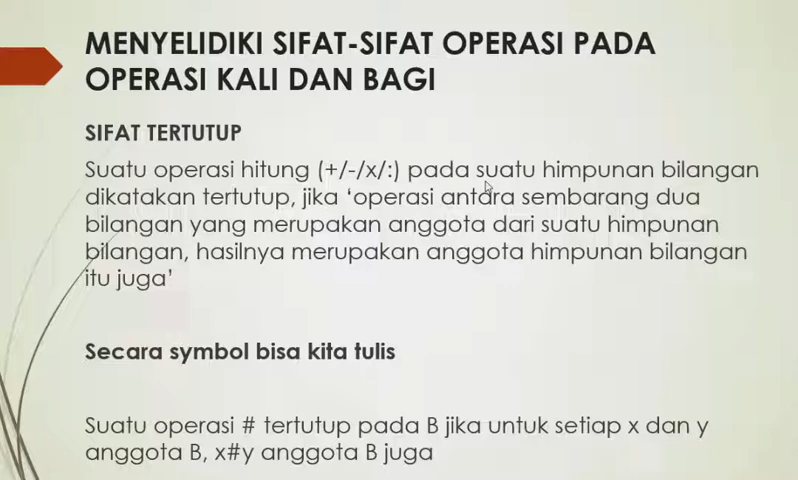 MENYELIDIKI SIFAT-SIFAT OPERASI PADA
OPERASI KALI DAN BAGI
SIFAT TERTUTUP
Suatu operasi hitung (+/-/x/:) pada suatu himpunan bilangan
dikatakan tertutup, jika ‘operasi antara sembarang dua
bilangan yang merupakan anggota dari suatu himpunan
bilangan, hasilnya merupakan anggota himpunan bilangan
itu juga’
Secara symbol bisa kita tulis
Suatu operasi # tertutup pada B jika untuk setiap x dan y
anggota B, x#y anggota B juga